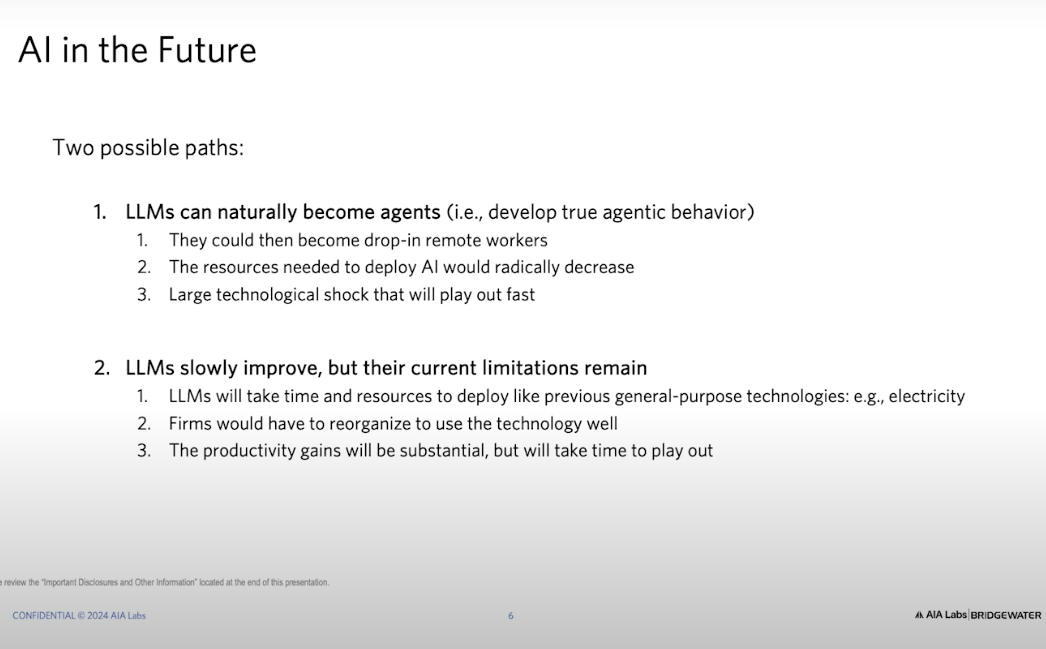 AI in the Future
Two possible paths:
1. LLMs can naturally become agents (i.e., develop true agentic behavior)
1. They could then become drop-in remote workers
2. The resources needed to deploy AI would radically decrease
3. Large technological shock that will play out fast
2. LLMs slowly improve, but their current limitations remain
1. LLMs will take time and resources to deploy like previous general-purpose technologies: e.g., electricity
2. Firms would have to reorganize to use the technology well
3. The productivity gains will be substantial, but will take time to play out
review the "Important Disclosures and Other Information" located at the end of this presentation.
CONFIDENTIAL © 2024 AIA Labs
6
AIA Labs | BRIDGEWATER